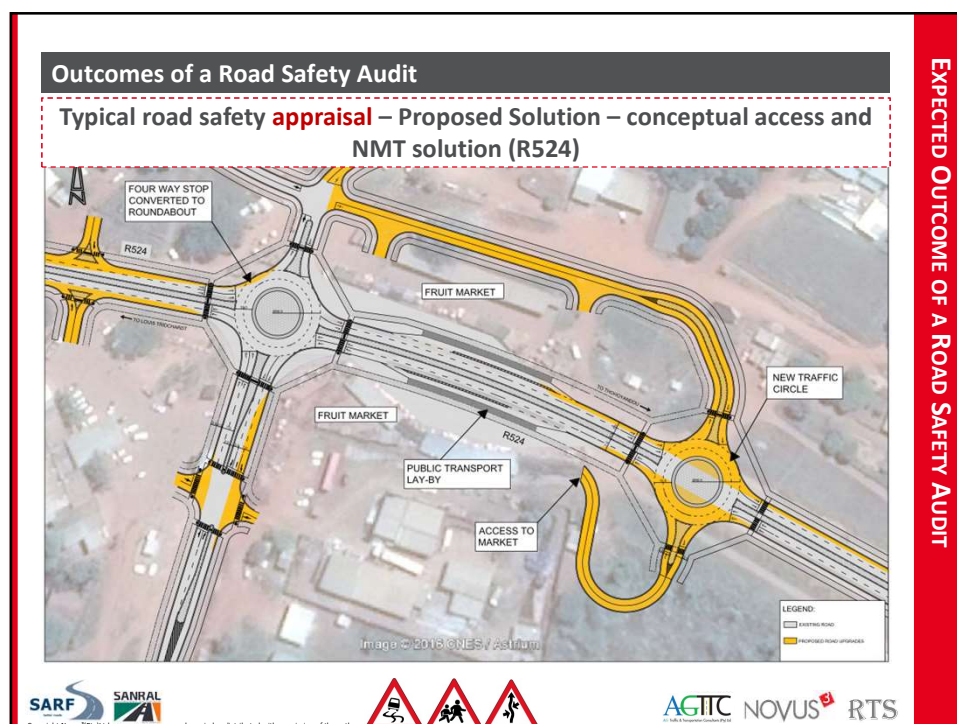 Outcomes of a Road Safety Audit
Typical road safety appraisal – Proposed Solution – conceptual access and
NMT solution (R524)
EXPECTED OUTCOME OF A ROAD SAFETY AUDIT
FOUR WAY STOP
CONVERTED TO
ROUNDABOUT
R524
TO LOUIS TRICHARDT
FRUIT MARKET
FRUIT MARKET
TO THOHOYANDOU
NEW TRAFFIC
CIRCLE
R524
PUBLIC TRANSPORT
LAY-BY
ACCESS TO
MARKET
LEGEND:
EXISTING ROAD
PROPOSED ROAD UPGRADES
Image © 2016 CNES / Astrium
SARF
SANRAL
AGTTC
NOVUS3
RTS